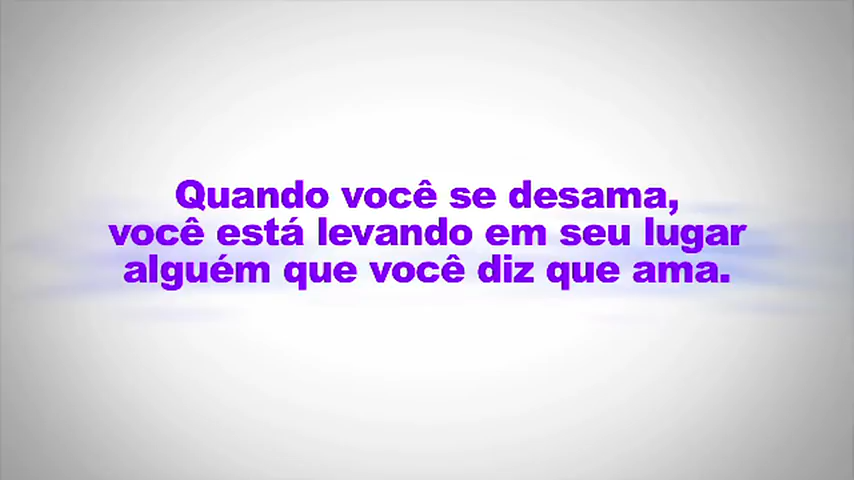 Quando você se desama,
você está levando em seu lugar
alguém que você diz que ama.